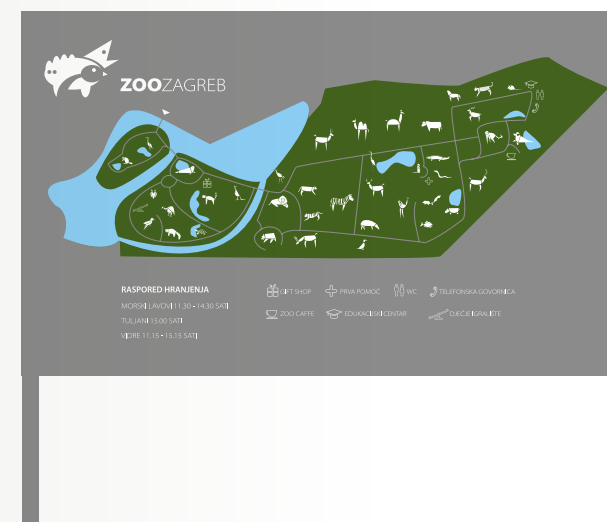 ZOOZAGREB
RASPORED HRANJENJA
MORSKI LAVOVI 11.30 - 14.30 SATI
TULJANI 15.00 SATI
VIDRE 11.15 - 15.15 SATI
GIFT SHOP
PRVA POMOĆ
WC
TELEFONSKA GOVORNICA
ZOO CAFFE
EDUKACIJSKI CENTAR
DJEČJE IGRALIŠTE